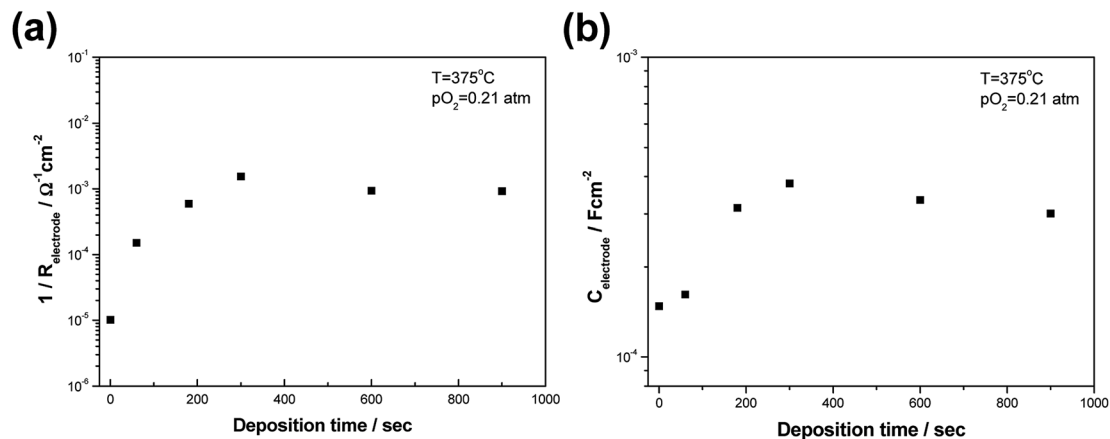 (a)
10⁻¹
10⁻²
10⁻³
10⁻⁴
10⁻⁵
10⁻⁶
1 / R_electrode / Ω⁻¹cm⁻²
T=375°C
pO₂=0.21 atm
0 200 400 600 800 1000
Deposition time / sec
(b)
10⁻³
10⁻⁴
C_electrode / Fcm⁻²
T=375°C
pO₂=0.21 atm
0 200 400 600 800 1000
Deposition time / sec